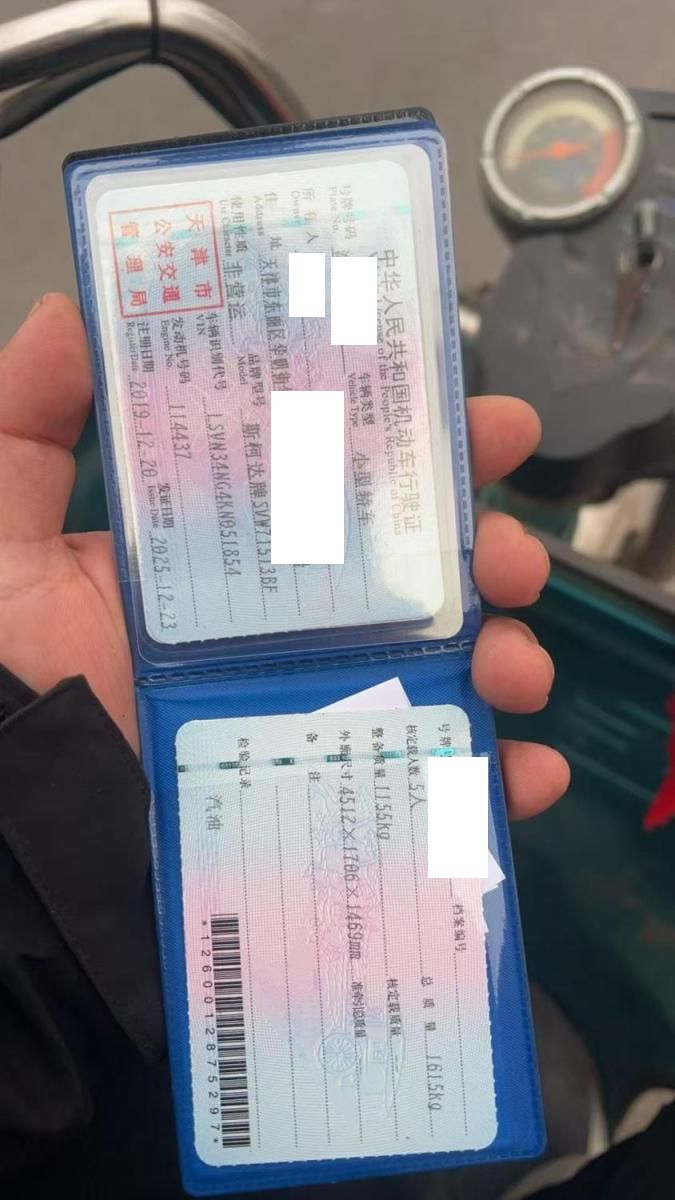 中华人民共和国机动车行驶证
License of the People's Republic of China
号牌号码
Plate No.
车辆类型 小型轿车
Vehicle Type
所有人
Owner
住址 天津市东丽区华明街
Address
使用性质 非营运
Use Character
品牌型号 斯柯达牌SVW71513BF
Model
天津市
公安交通
管理局
车辆识别代号 LSVN34NG4KN051854
VIN
发动机号码 114437
Engine No.
注册日期 2019-12-20 发证日期 2025-12-23
Register Date Issue Date
号牌
档案编号
核定载人数 5人 总质量 1615kg
整备质量 1155kg 核定载质量
外廓尺寸 4512×1706×1469mm 准牵引总质量
备注
检验记录
汽油
*1260012875297*